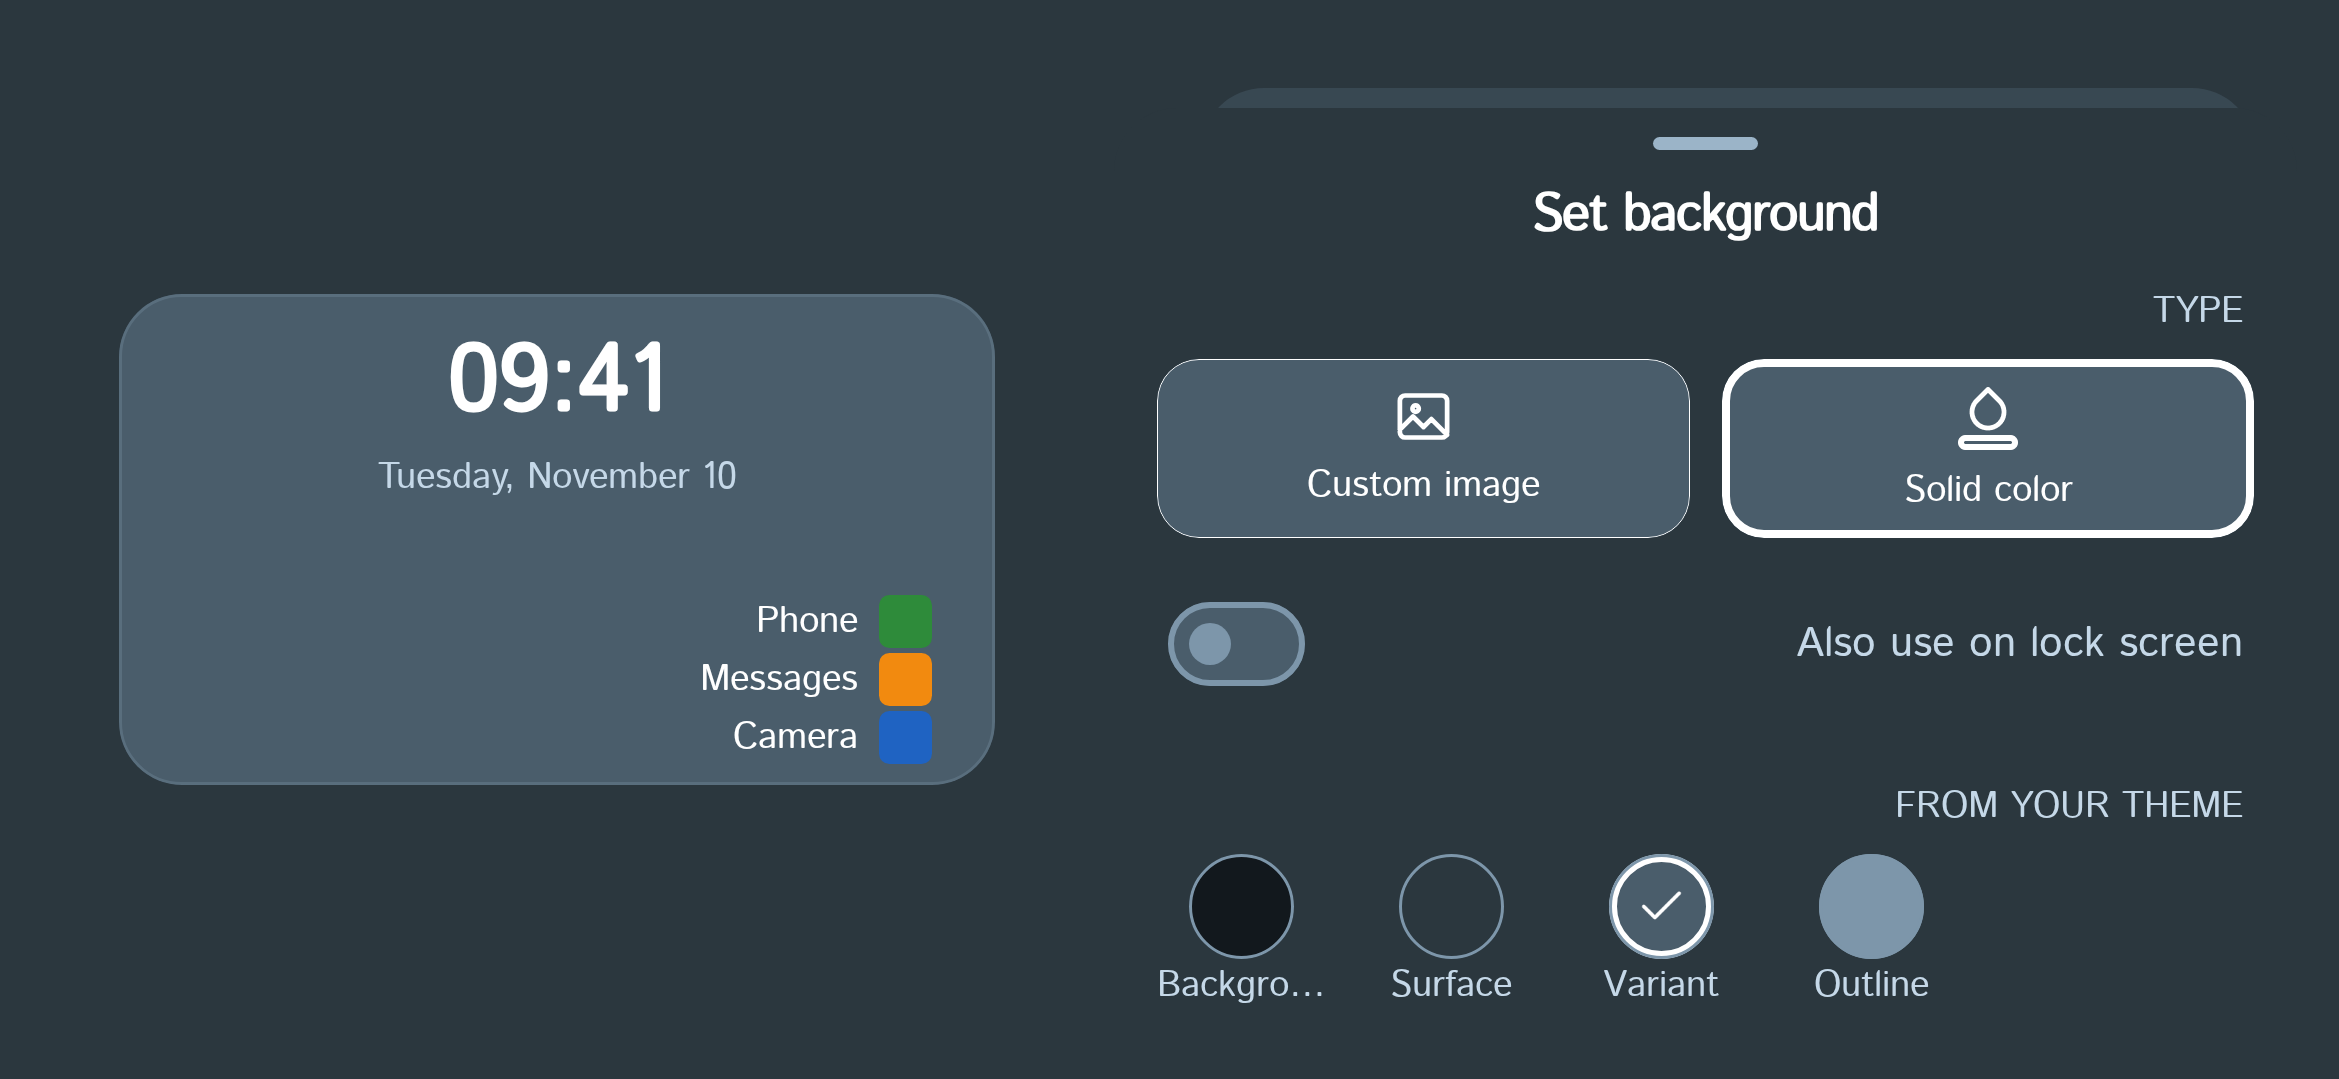 09:41
Tuesday, November 10
Phone
Messages
Camera
Set background
TYPE
Custom image
Solid color
Also use on lock screen
FROM YOUR THEME
Backgro...
Surface
Variant
Outline